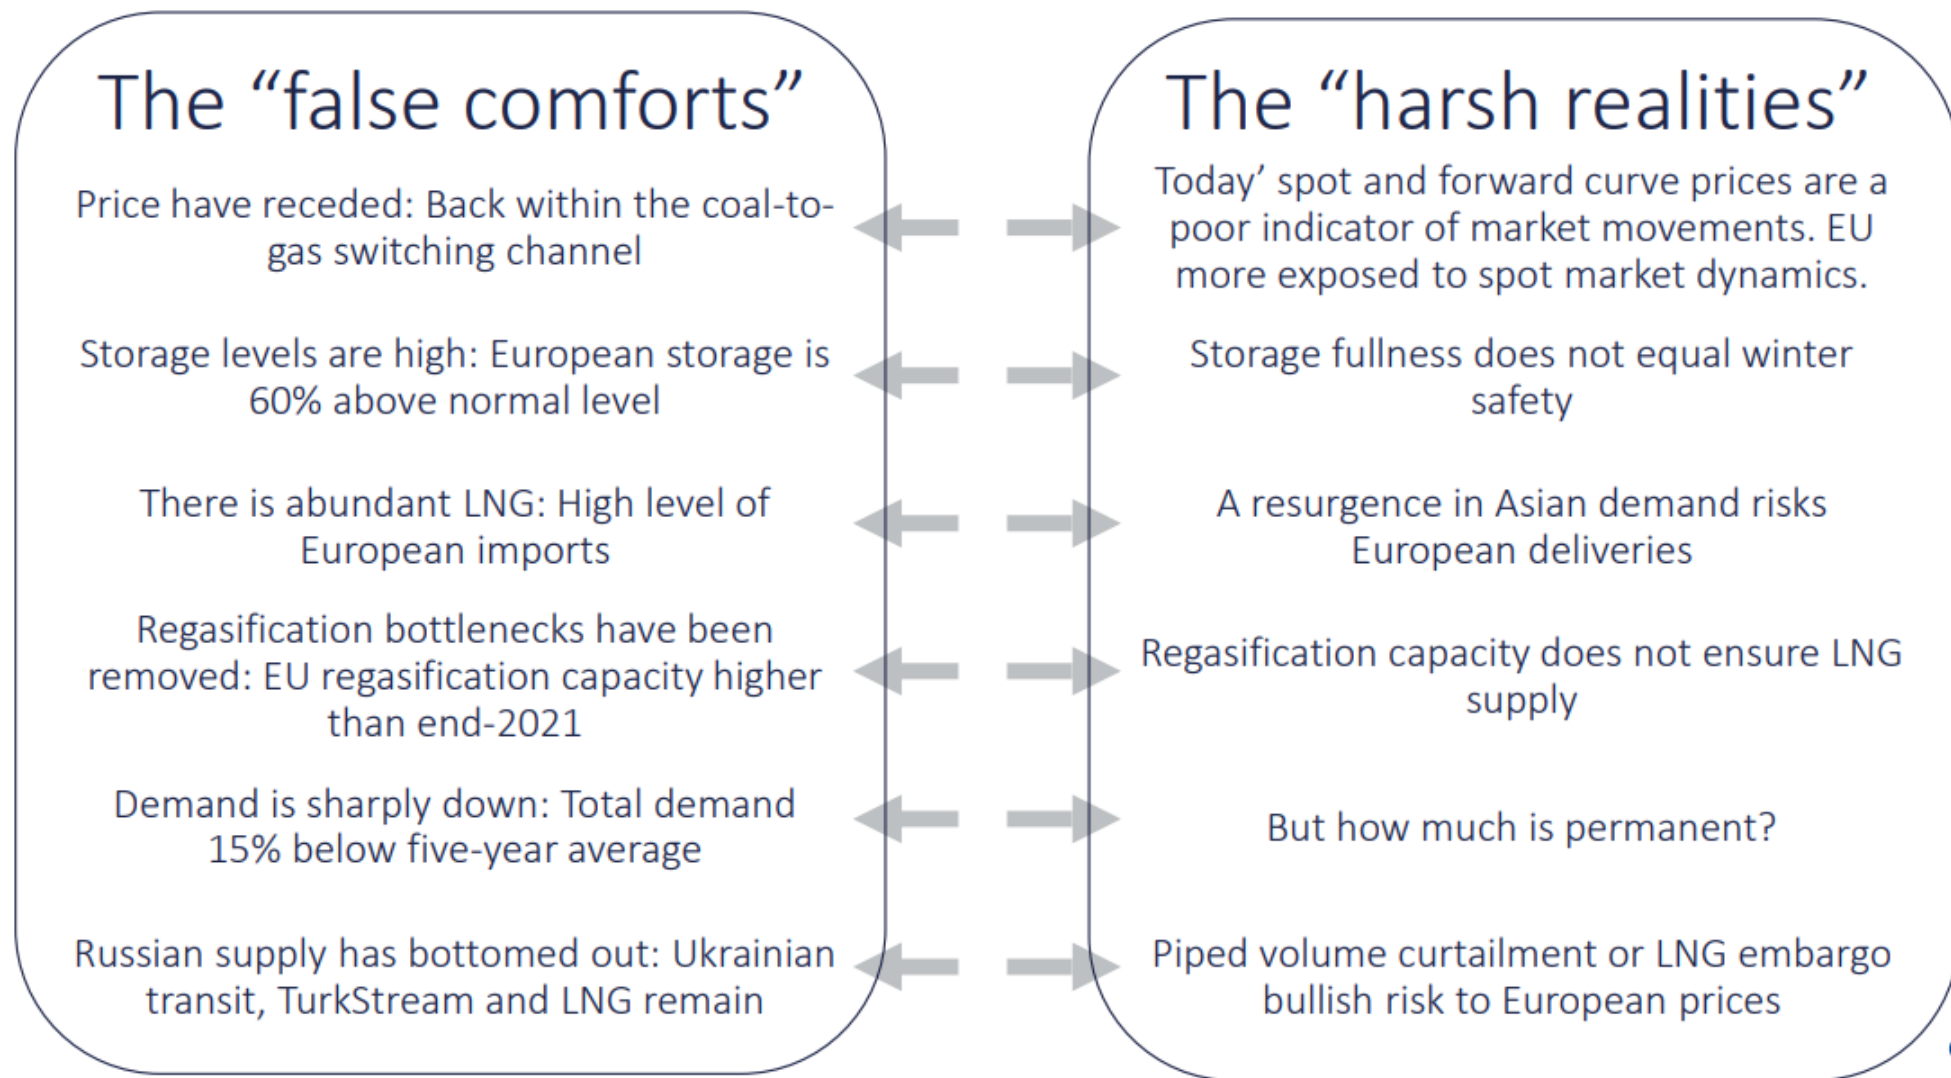 The “false comforts”
Price have receded: Back within the coal-to-
gas switching channel
Storage levels are high: European storage is
60% above normal level
There is abundant LNG: High level of
European imports
Regasification bottlenecks have been
removed: EU regasification capacity higher
than end-2021
Demand is sharply down: Total demand
15% below five-year average
Russian supply has bottomed out: Ukrainian
transit, TurkStream and LNG remain
The “harsh realities”
Today’ spot and forward curve prices are a
poor indicator of market movements. EU
more exposed to spot market dynamics.
Storage fullness does not equal winter
safety
A resurgence in Asian demand risks
European deliveries
Regasification capacity does not ensure LNG
supply
But how much is permanent?
Piped volume curtailment or LNG embargo
bullish risk to European prices